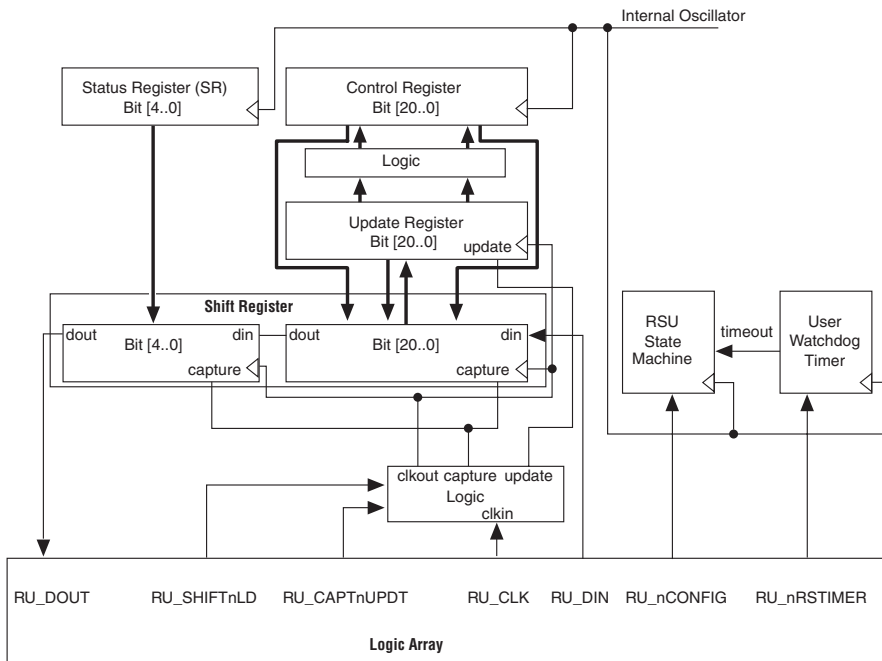 Internal Oscillator
Status Register (SR)
Bit [4..0]
Control Register
Bit [20..0]
Logic
Update Register
Bit [20..0]
update
Shift Register
dout
Bit [4..0]
din
capture
dout
Bit [20..0]
din
capture
RSU
State
Machine
timeout
User
Watchdog
Timer
clkout capture update
Logic
clkin
RU_DOUT
RU_SHIFTnLD
RU_CAPTnUPDT
RU_CLK
RU_DIN
RU_nCONFIG
RU_nRSTIMER
Logic Array